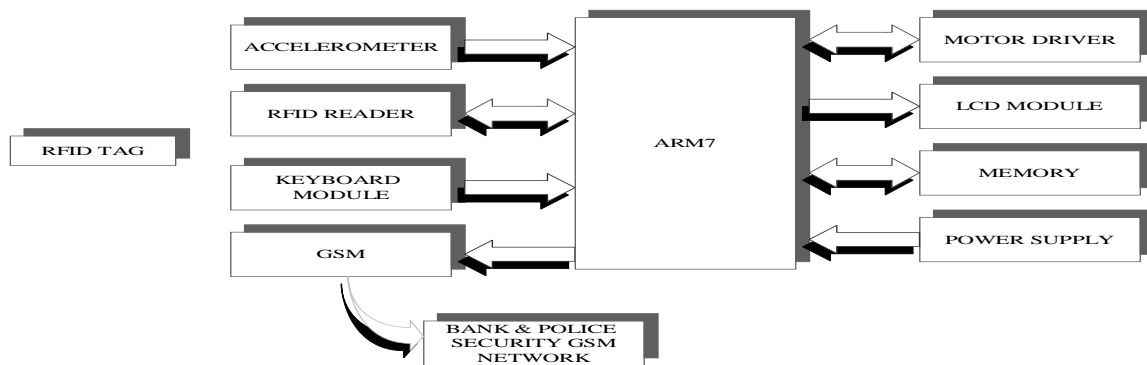 ACCELEROMETER
MOTOR DRIVER
RFID READER
LCD MODULE
ARM7
RFID TAG
KEYBOARD
MODULE
MEMORY
GSM
POWER SUPPLY
BANK & POLICE
SECURITY GSM
NETWORK